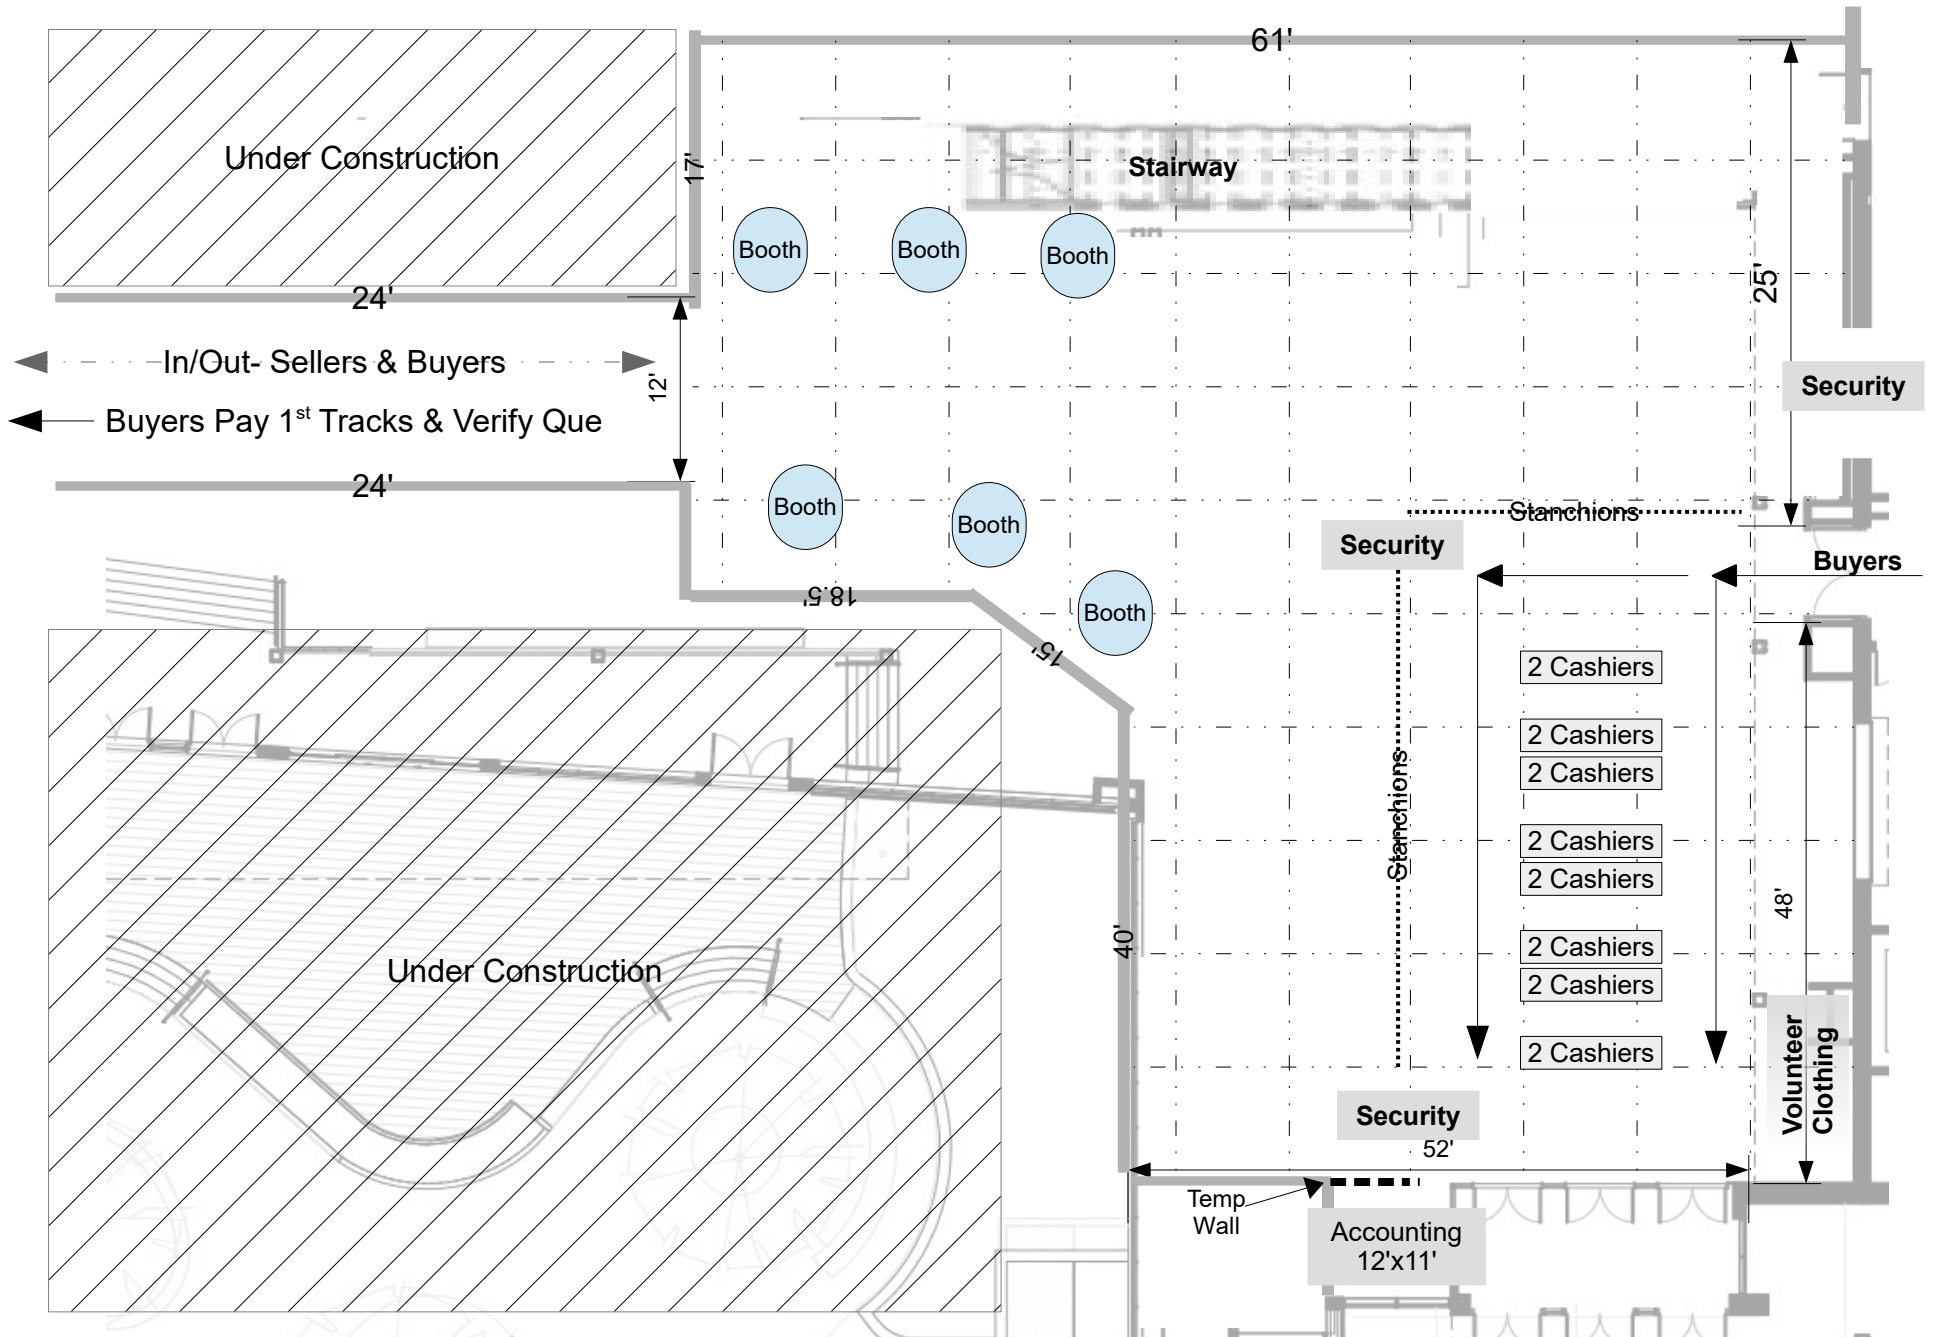 61'
Under Construction
17'
Stairway
Booth
Booth
Booth
25'
24'
In/Out- Sellers & Buyers
12'
Security
Buyers Pay 1st Tracks & Verify Que
24'
Booth
Booth
Stanchions
Security
Buyers
18.5'
Booth
15'
2 Cashiers
2 Cashiers
2 Cashiers
Stanchions
2 Cashiers
2 Cashiers
48'
40'
2 Cashiers
Under Construction
2 Cashiers
2 Cashiers
Volunteer
Clothing
Security
52'
Temp
Wall
Accounting
12'x11'